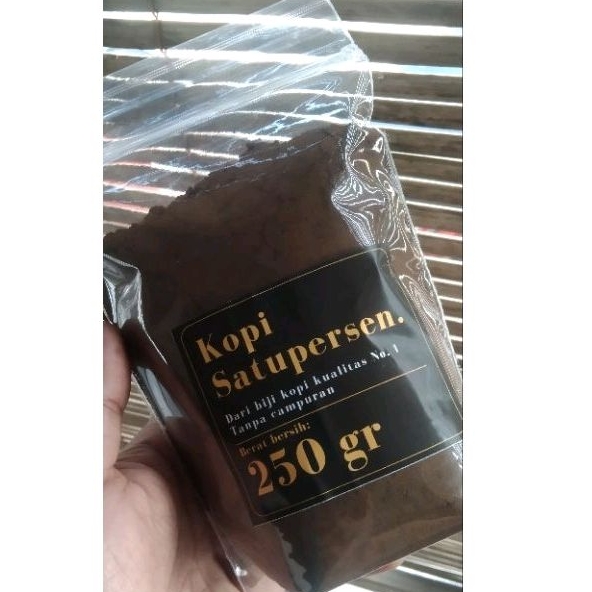 Kopi
Satupersen.
Dari biji kopi kualitas No. 1
Tanpa campuran
Berat bersih:
250 gr